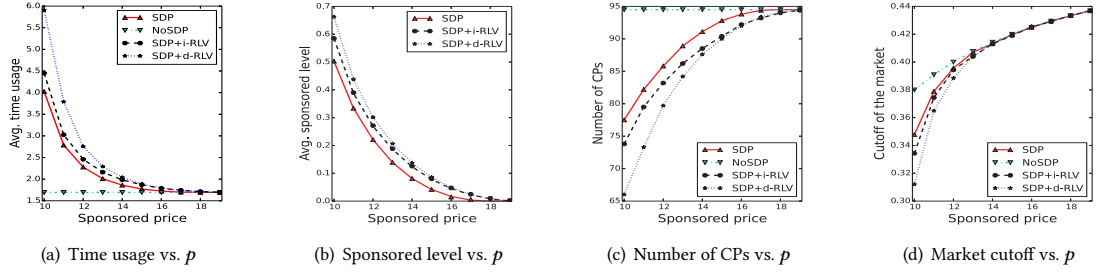 6.0
5.5
5.0
4.5
4.0
3.5
3.0
2.5
2.0
1.5
10 12 14 16 18
Avg. time usage
Sponsored price
SDP
NoSDP
SDP+i-RLV
SDP+d-RLV
(a) Time usage vs. p
0.7
0.6
0.5
0.4
0.3
0.2
0.1
0.0
10 12 14 16 18
Avg. sponsored level
Sponsored price
SDP
SDP+i-RLV
SDP+d-RLV
(b) Sponsored level vs. p
95
90
85
80
75
70
65
10 12 14 16 18
Number of CPs
Sponsored price
SDP
NoSDP
SDP+i-RLV
SDP+d-RLV
(c) Number of CPs vs. p
0.44
0.42
0.40
0.38
0.36
0.34
0.32
0.30
10 12 14 16 18
Cutoff of the market
Sponsored price
SDP
NoSDP
SDP+i-RLV
SDP+d-RLV
(d) Market cutoff vs. p